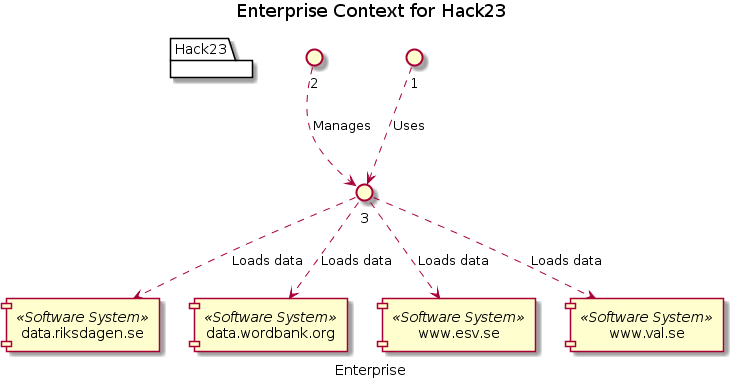 Enterprise Context for Hack23
Hack23
2
1
Manages
Uses
3
Loads data
Loads data
Loads data
Loads data
«Software System»
data.riksdagen.se
«Software System»
data.wordbank.org
«Software System»
www.esv.se
«Software System»
www.val.se
Enterprise